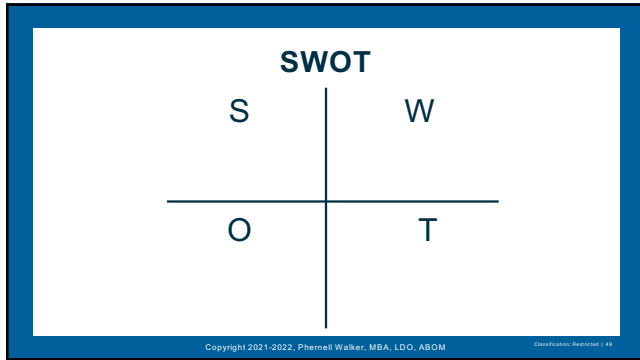 SWOT
S W
O T
Copyright 2021-2022, Phernell Walker, MBA, LDO, ABOM
Classification: Restricted | 49